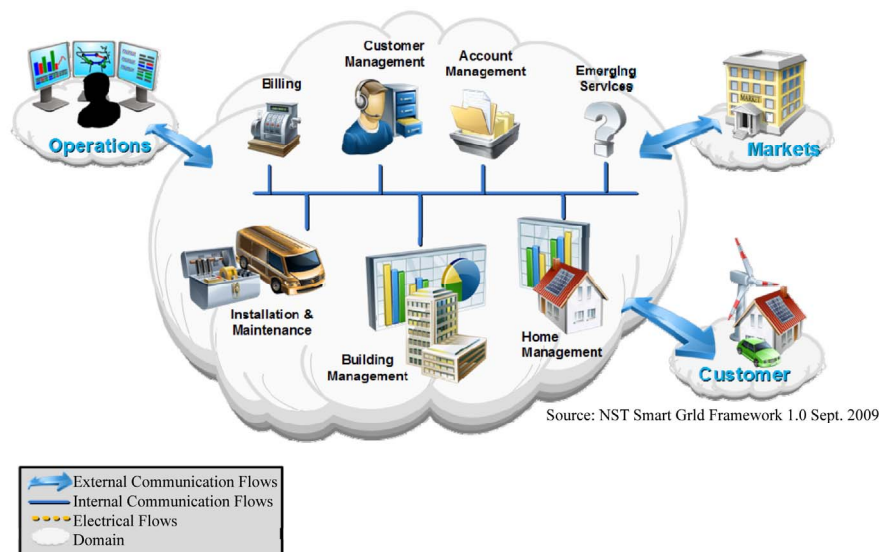 Customer
Management
Account
Management
Billing
Emerging
Services
MARKET
Operations
Markets
Installation &
Maintenance
Building
Management
Home
Management
Customer
Source: NST Smart Grld Framework 1.0 Sept. 2009
External Communication Flows
Internal Communication Flows
Electrical Flows
Domain